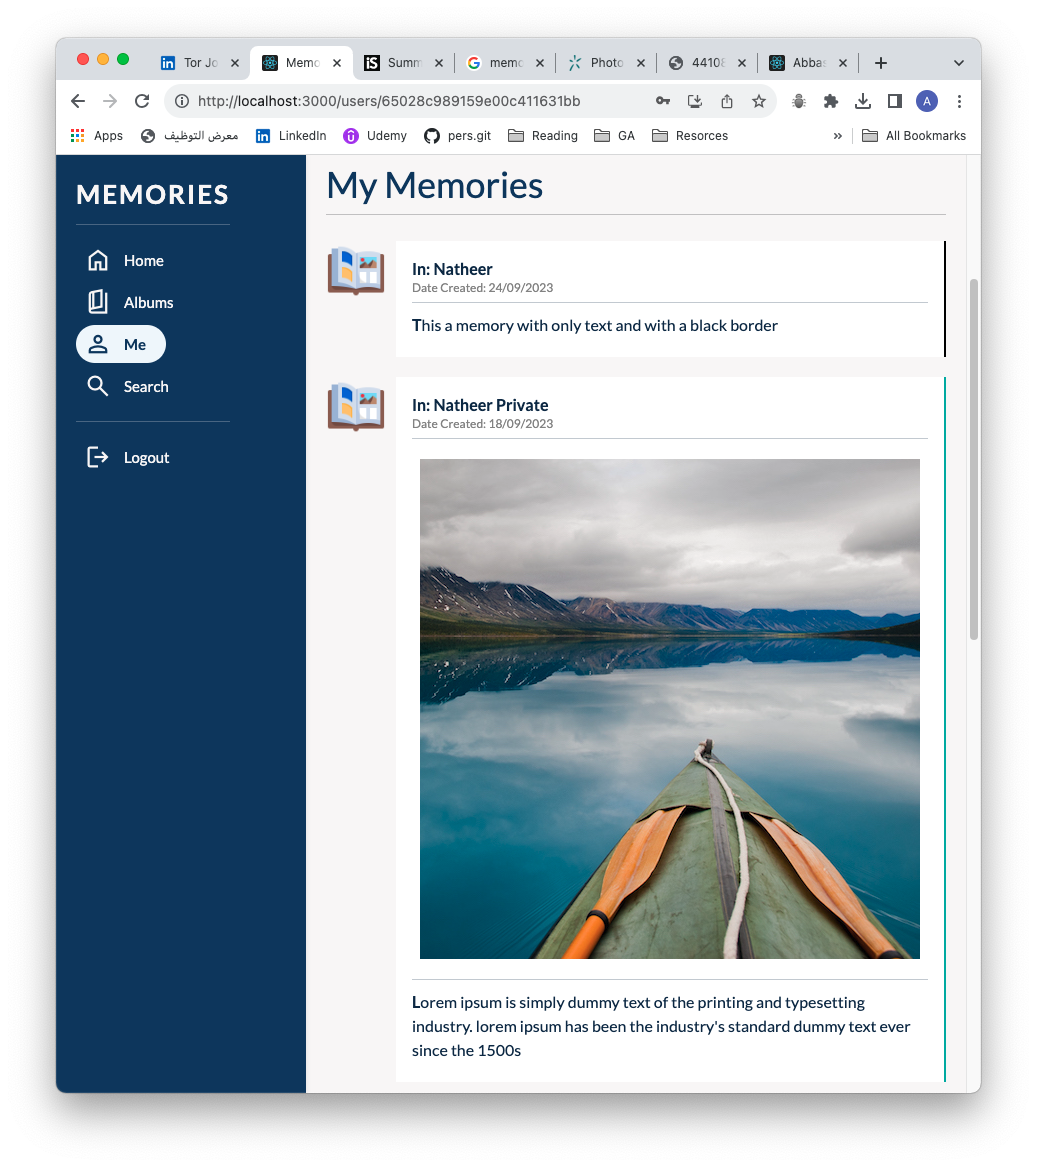 Tor Jo
Memo
iS Summ
memo
Photo
44108
Abbas
http://localhost:3000/users/65028c989159e00c411631bb
A
Apps
معرض التوظيف
LinkedIn
Udemy
pers.git
Reading
GA
Resorces
»
All Bookmarks
MEMORIES
Home
Albums
Me
Search
Logout
My Memories
In: Natheer
Date Created: 24/09/2023
This a memory with only text and with a black border
In: Natheer Private
Date Created: 18/09/2023
Lorem ipsum is simply dummy text of the printing and typesetting
industry. lorem ipsum has been the industry's standard dummy text ever
since the 1500s